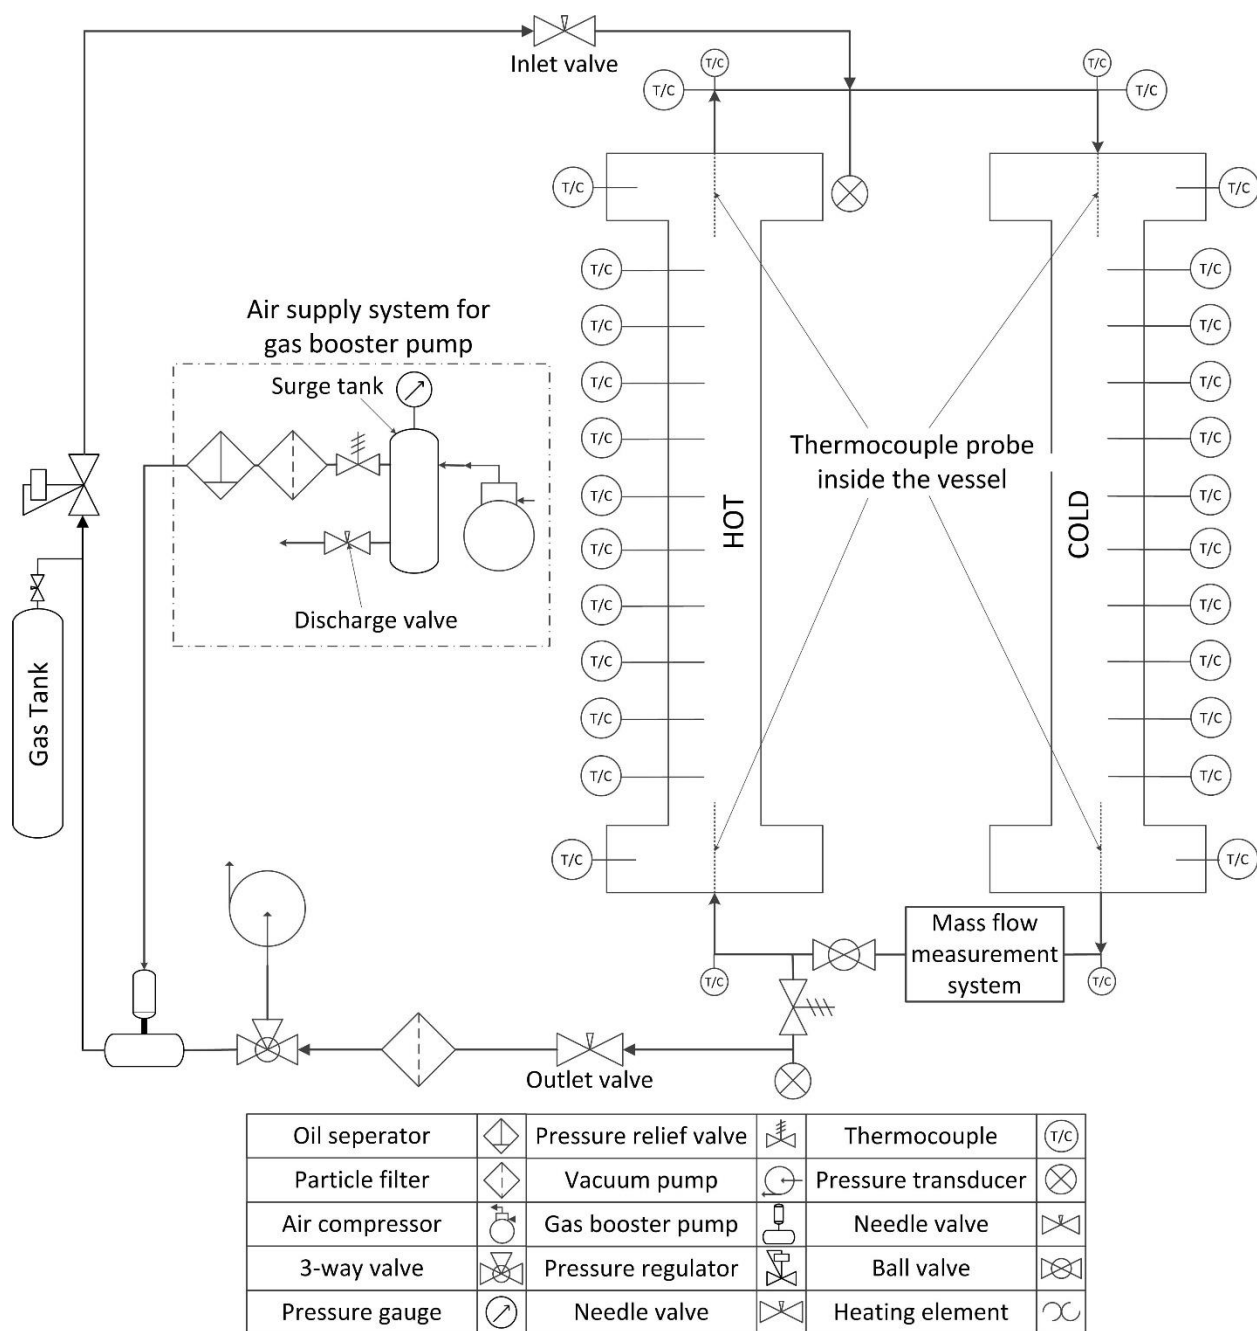 Inlet valve
T/C
T/C
T/C
T/C
T/C
T/C
T/C
T/C
Air supply system for
gas booster pump
Surge tank
T/C
T/C
T/C
T/C
T/C
T/C
T/C
T/C
Thermocouple probe
inside the vessel
T/C
T/C
HOT
COLD
T/C
T/C
Discharge valve
T/C
T/C
Gas Tank
T/C
T/C
T/C
T/C
T/C
T/C
T/C
T/C
Mass flow
measurement
system
T/C
T/C
Outlet valve
Oil seperator Pressure relief valve Thermocouple T/C
Particle filter Vacuum pump Pressure transducer
Air compressor Gas booster pump Needle valve
3-way valve Pressure regulator Ball valve
Pressure gauge Needle valve Heating element